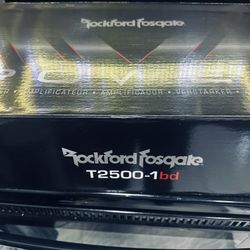 Rockford Fosgate
AMPLIFICATEUR • AMPLIFICADOR • VERSTÄRKER
Rockford Fosgate
T2500-1bd